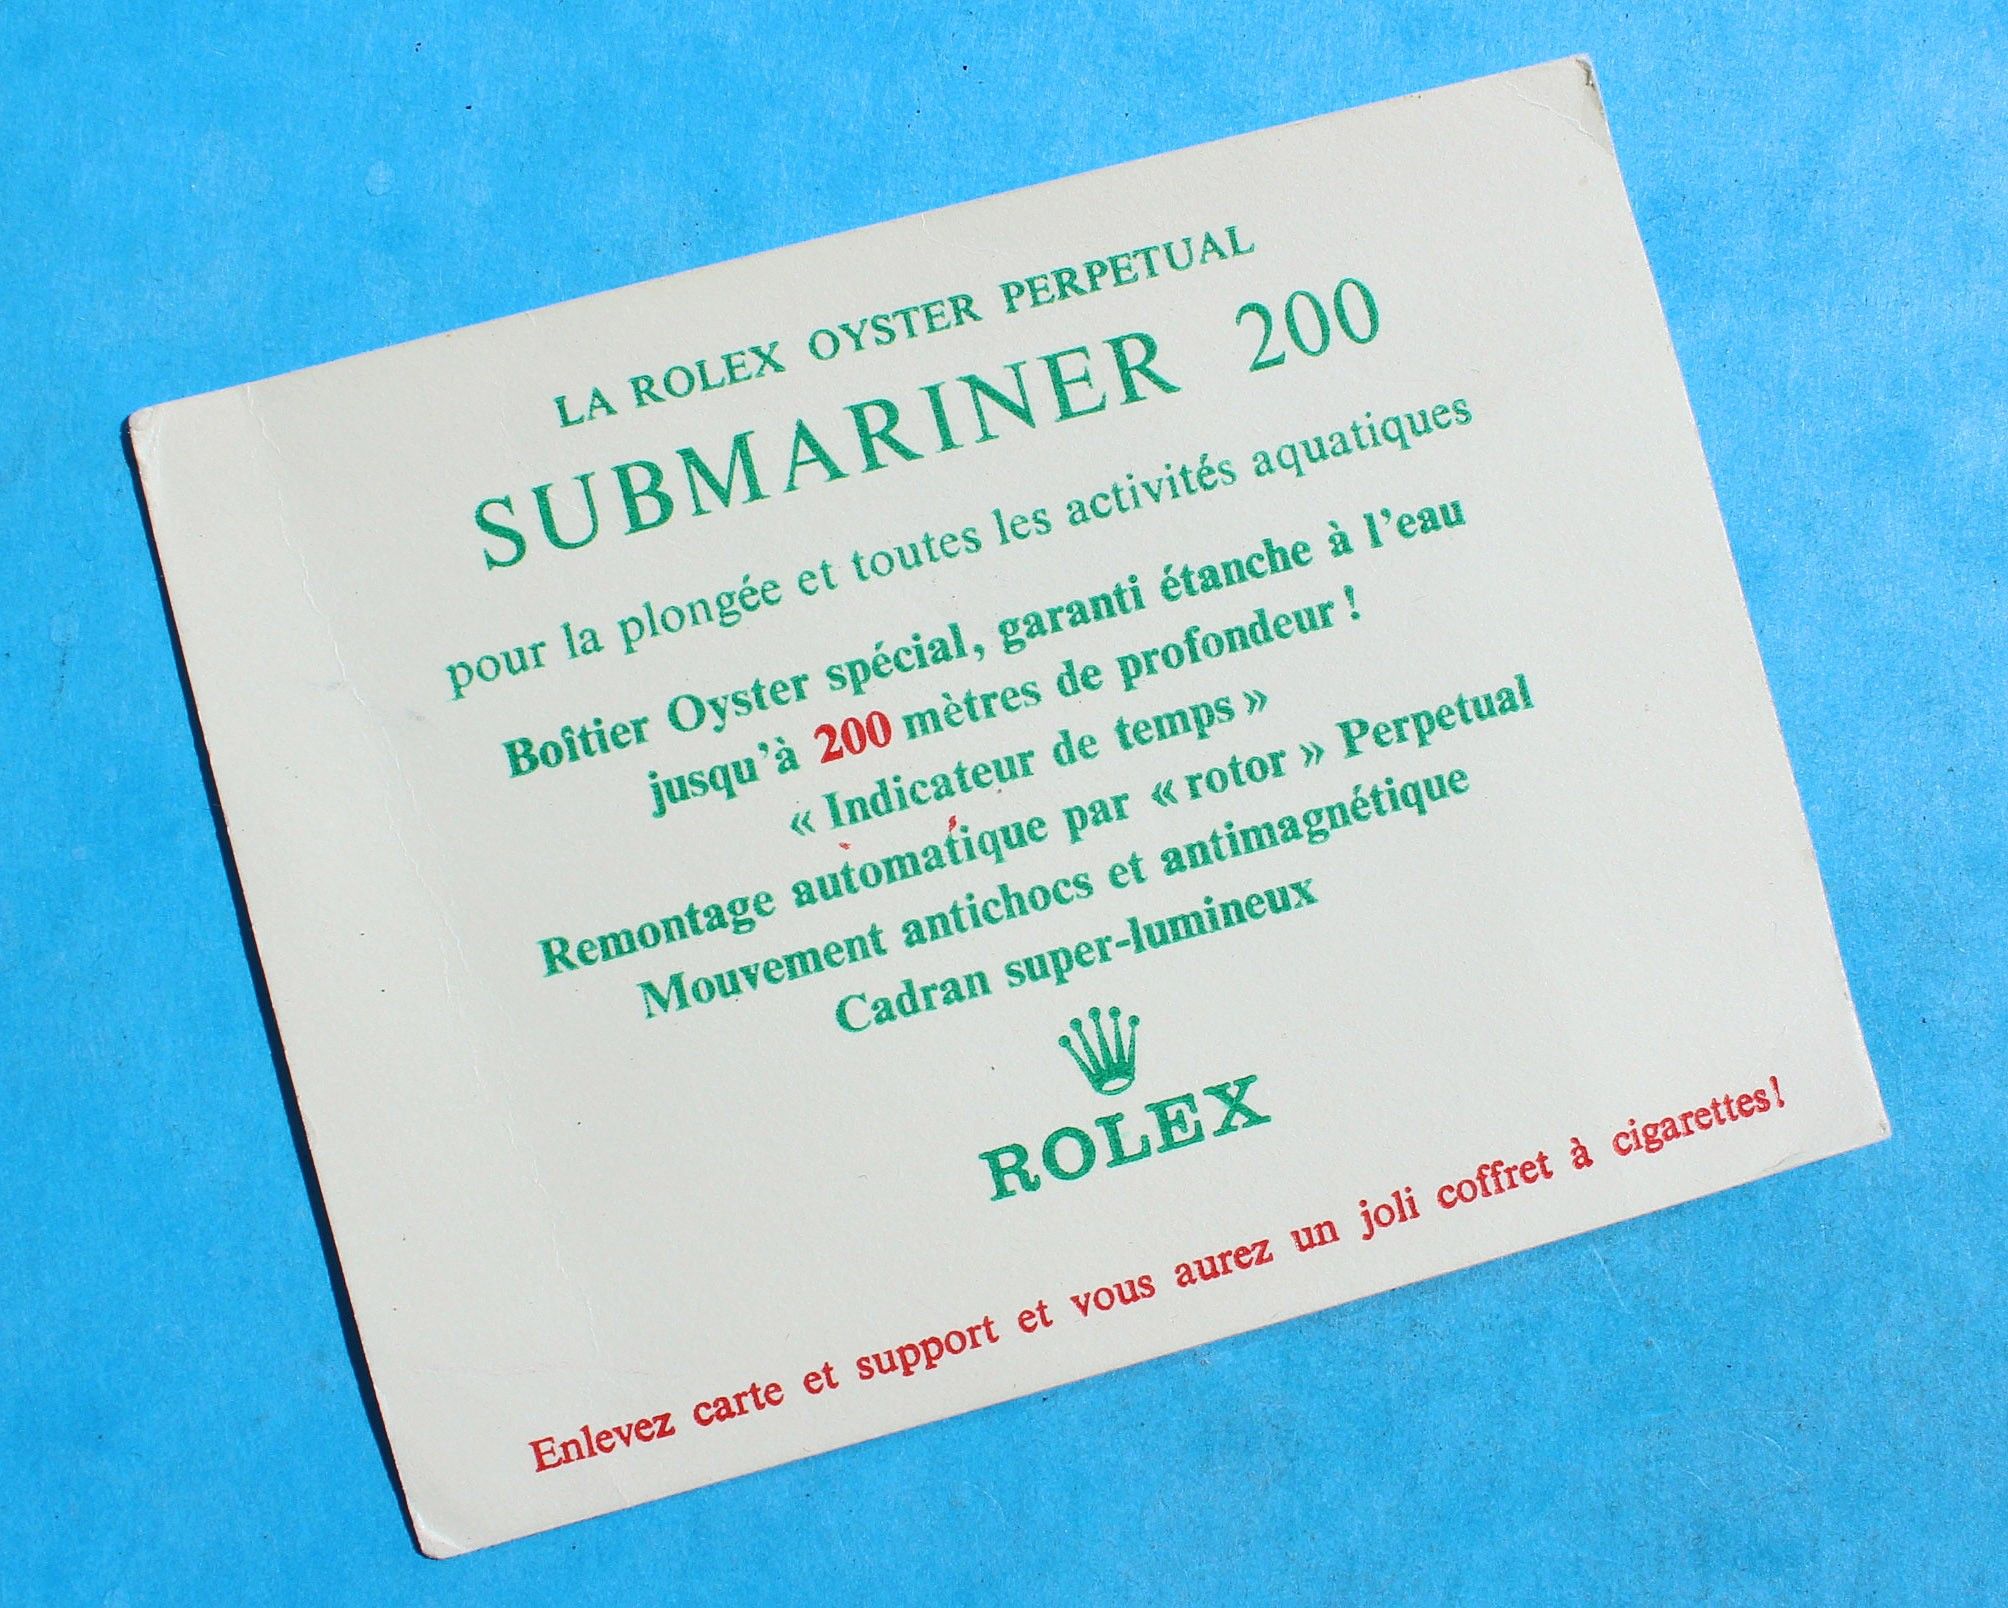 LA ROLEX OYSTER PERPETUAL
SUBMARINER 200
pour la plongée et toutes les activités aquatiques
Boîtier Oyster spécial, garanti étanche à l'eau
jusqu'à 200 mètres de profondeur !
« Indicateur de temps »
Remontage automatique par « rotor » Perpetual
Mouvement antichocs et antimagnétique
Cadran super-lumineux
ROLEX
Enlevez carte et support et vous aurez un joli coffret à cigarettes!